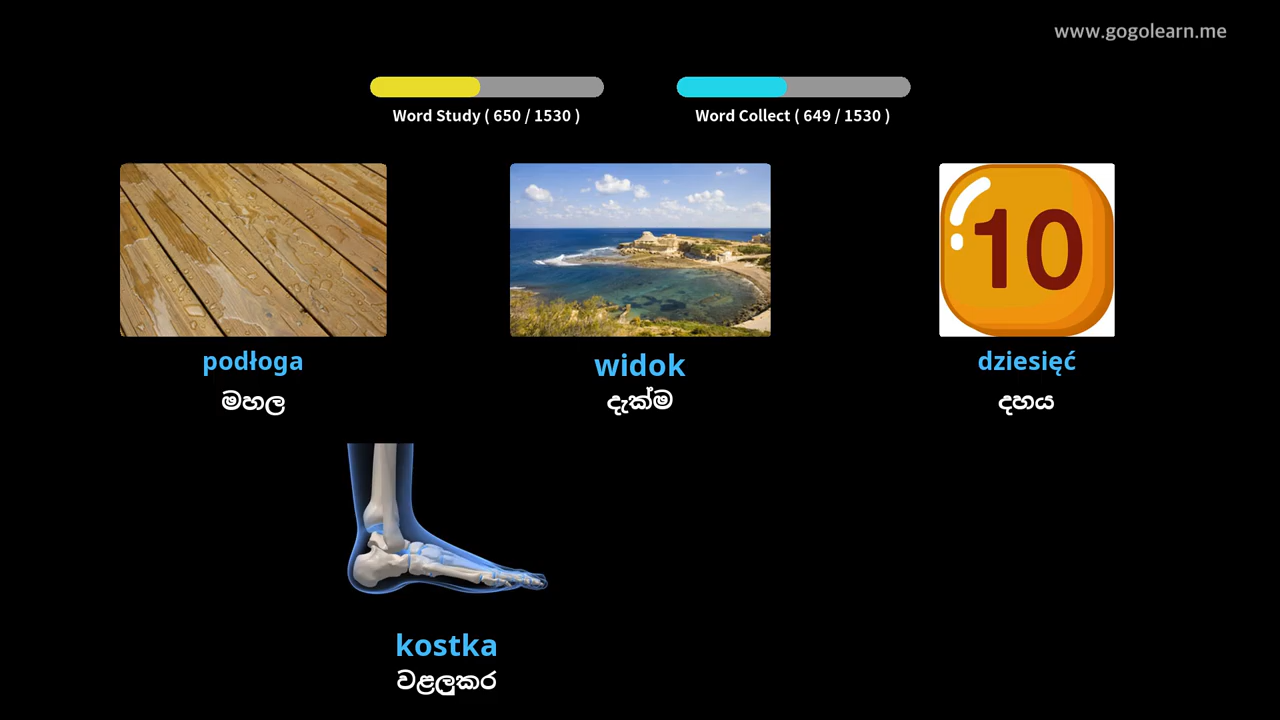 www.gogolearn.me
Word Study ( 650 / 1530 )
Word Collect ( 649 / 1530 )
10
podłoga
widok
dziesięć
මහල
දැක්ම
දහය
kostka
වළලුකර